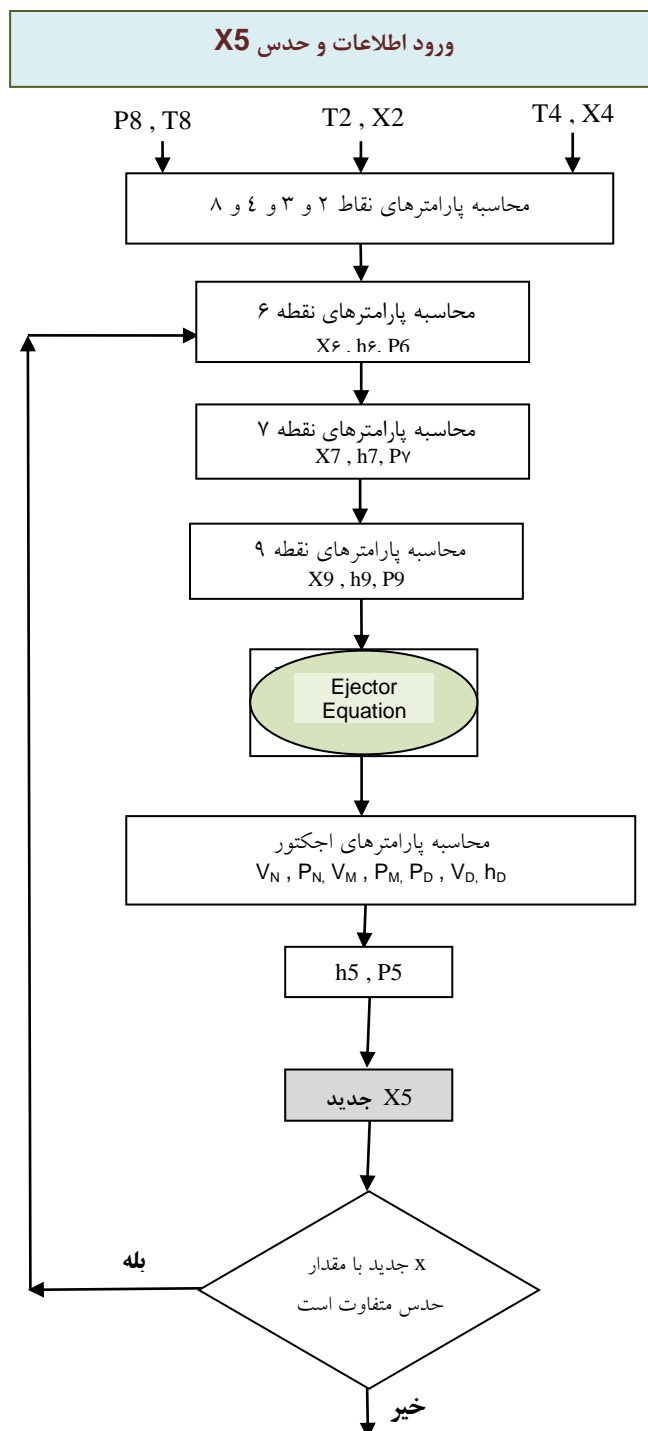 ورود اطلاعات و حدس X5
P8 , T8
T2 , X2
T4 , X4
محاسبه پارامترهای نقاط ۲ و ۳ و ٤ و ۸
محاسبه پارامترهای نقطه ۶
X۶ , h۶, P6
محاسبه پارامترهای نقطه ۷
X7 , h7, P۷
محاسبه پارامترهای نقطه ۹
X9 , h9, P9
Ejector
Equation
محاسبه پارامترهای اجکتور
VN , PN, VM , PM, PD , VD, hD
h5 , P5
X5 جدید
x جدید با مقدار
حدس متفاوت است
بله
خیر